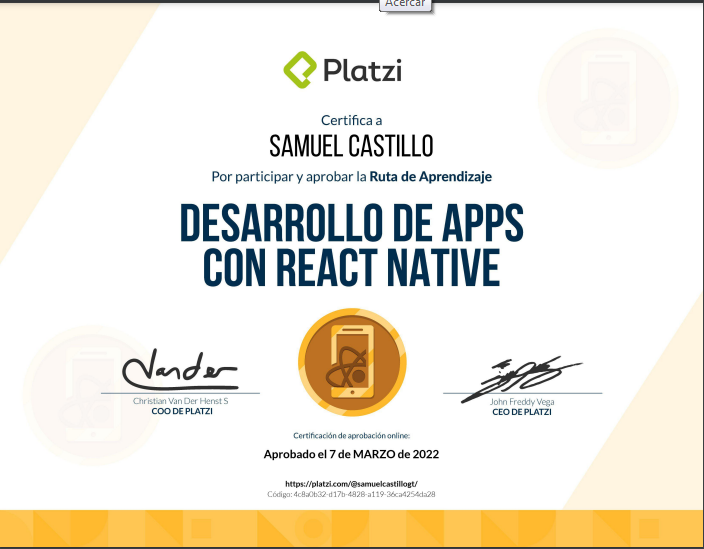 Acercar
Platzi
Certifica a
SAMUEL CASTILLO
Por participar y aprobar la Ruta de Aprendizaje
DESARROLLO DE APPS
CON REACT NATIVE
Vander
Christian Van Der Henst S
COO DE PLATZI
John Freddy Vega
CEO DE PLATZI
Certificación de aprobación online:
Aprobado el 7 de MARZO de 2022
https://platzi.com/@samuelcastillogt/
Código: 4c8a0b32-d17b-4828-a119-36ca4254da28